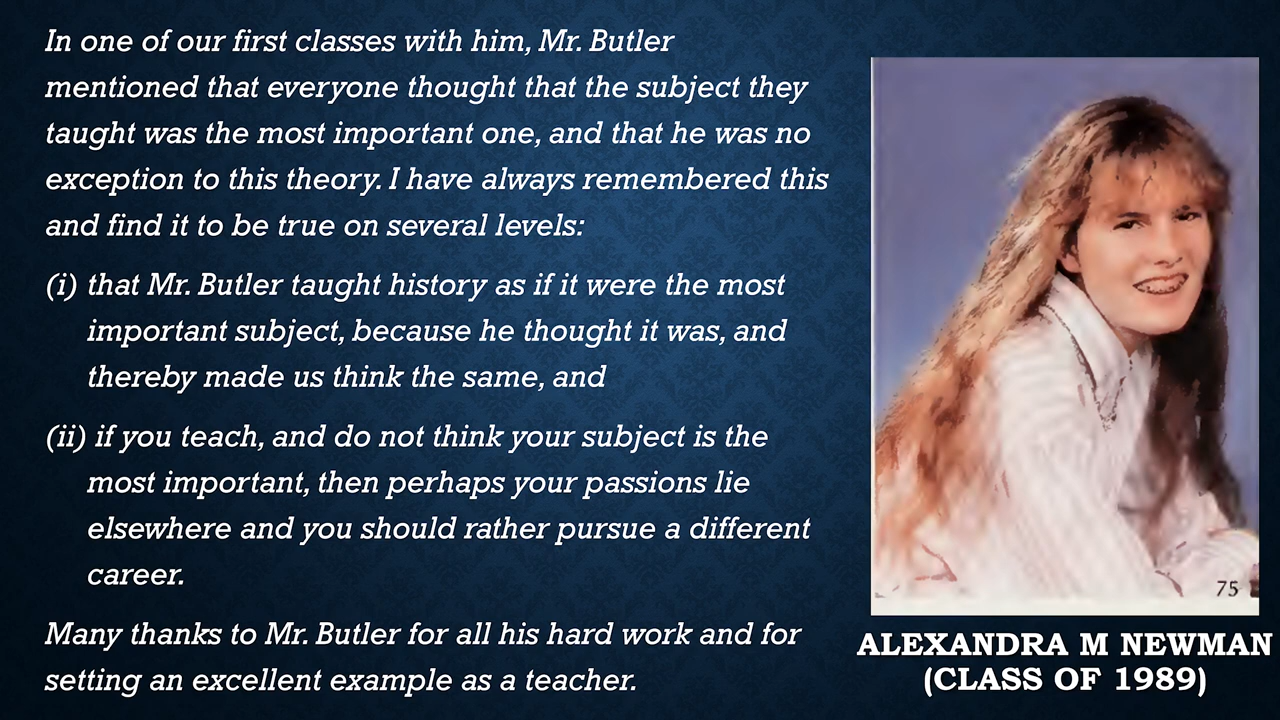 In one of our first classes with him, Mr. Butler
mentioned that everyone thought that the subject they
taught was the most important one, and that he was no
exception to this theory. I have always remembered this
and find it to be true on several levels:
(i) that Mr. Butler taught history as if it were the most
important subject, because he thought it was, and
thereby made us think the same, and
(ii) if you teach, and do not think your subject is the
most important, then perhaps your passions lie
elsewhere and you should rather pursue a different
career.
Many thanks to Mr. Butler for all his hard work and for
setting an excellent example as a teacher.
75
ALEXANDRA M NEWMAN
(CLASS OF 1989)